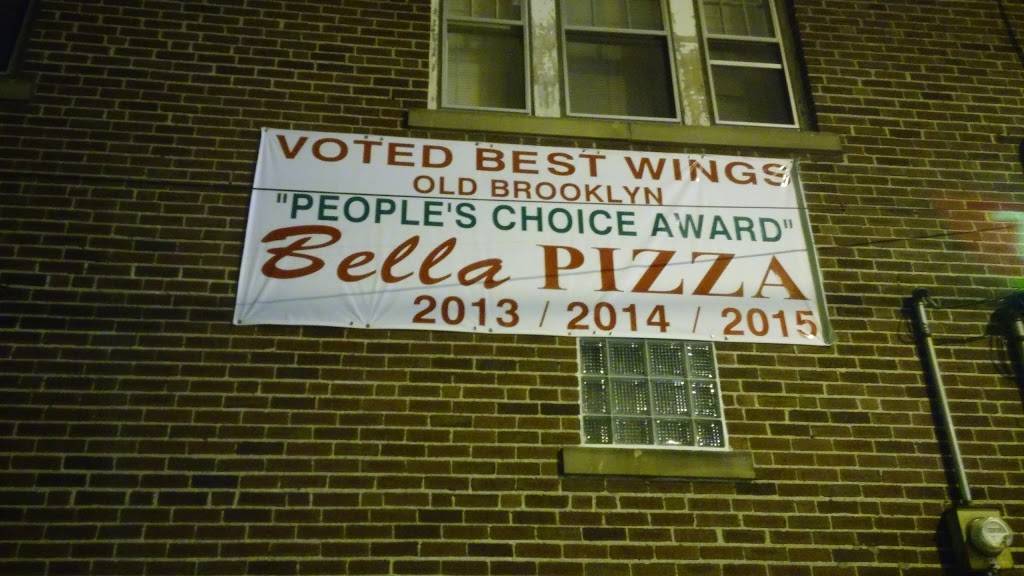 VOTED BEST WINGS
OLD BROOKLYN
"PEOPLE'S CHOICE AWARD"
Bella PIZZA
2013 / 2014 / 2015